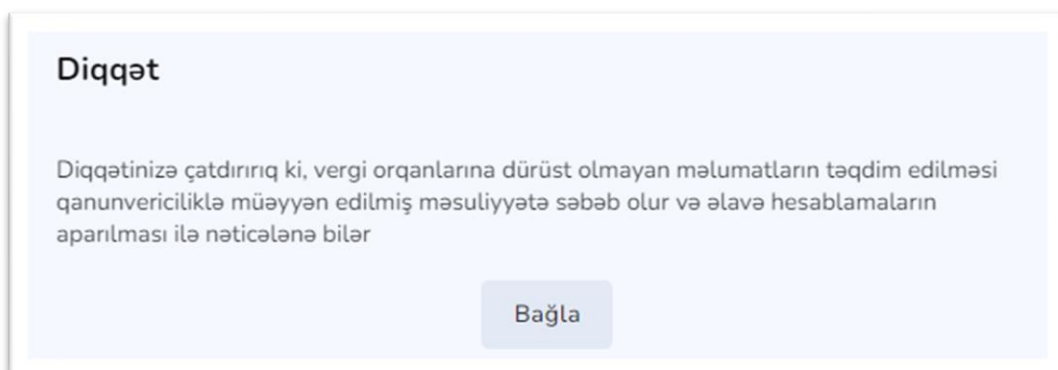 Diqqət
Diqqətinizə çatdırırıq ki, vergi orqanlarına dürüst olmayan məlumatların təqdim edilməsi
qanunvericiliklə müəyyən edilmiş məsuliyyətə səbəb olur və əlavə hesablamaların
aparılması ilə nəticələnə bilər
Bağla